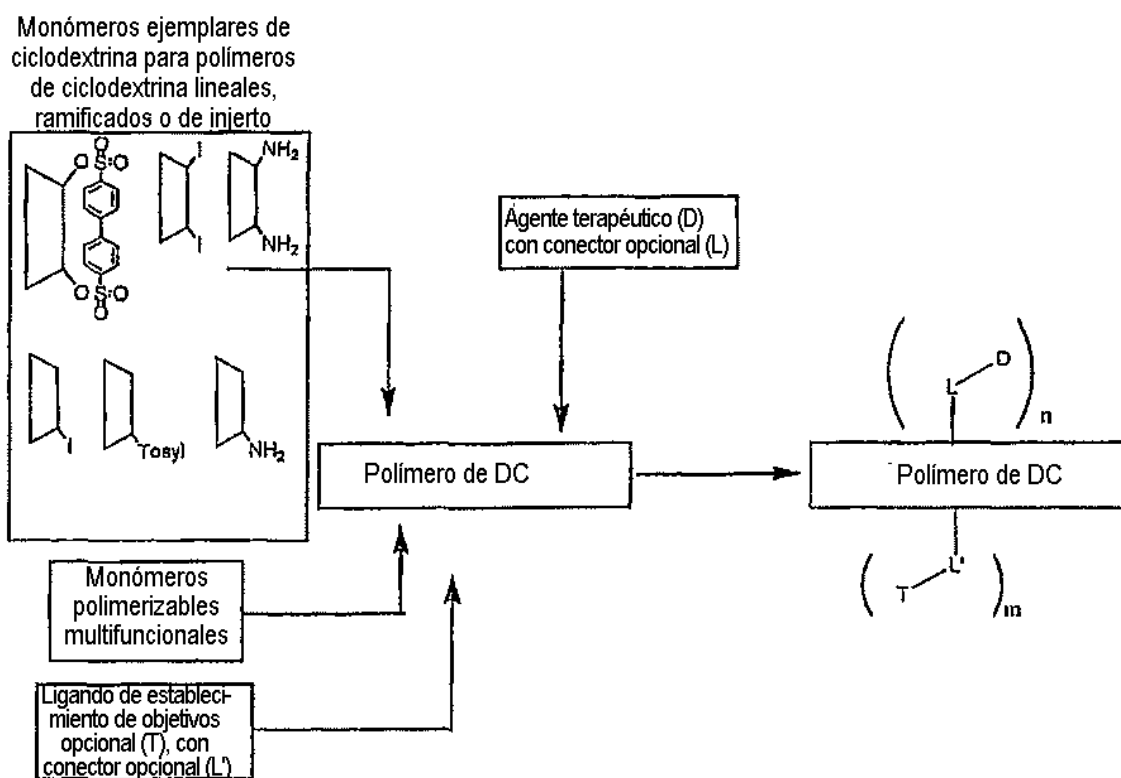 Monómeros ejemplares de
ciclodextrina para polímeros
de ciclodextrina lineales,
ramificados o de injerto
O
S
O
O
O
S
O
O
I
I
NH2
NH2
I
Tosyl
NH2
Agente terapéutico (D)
con conector opcional (L)
Polímero de DC
Monómeros
polimerizables
multifuncionales
Ligando de estableci-
miento de objetivos
opcional (T), con
conector opcional (L')
L
D
n
Polímero de DC
T
L'
m